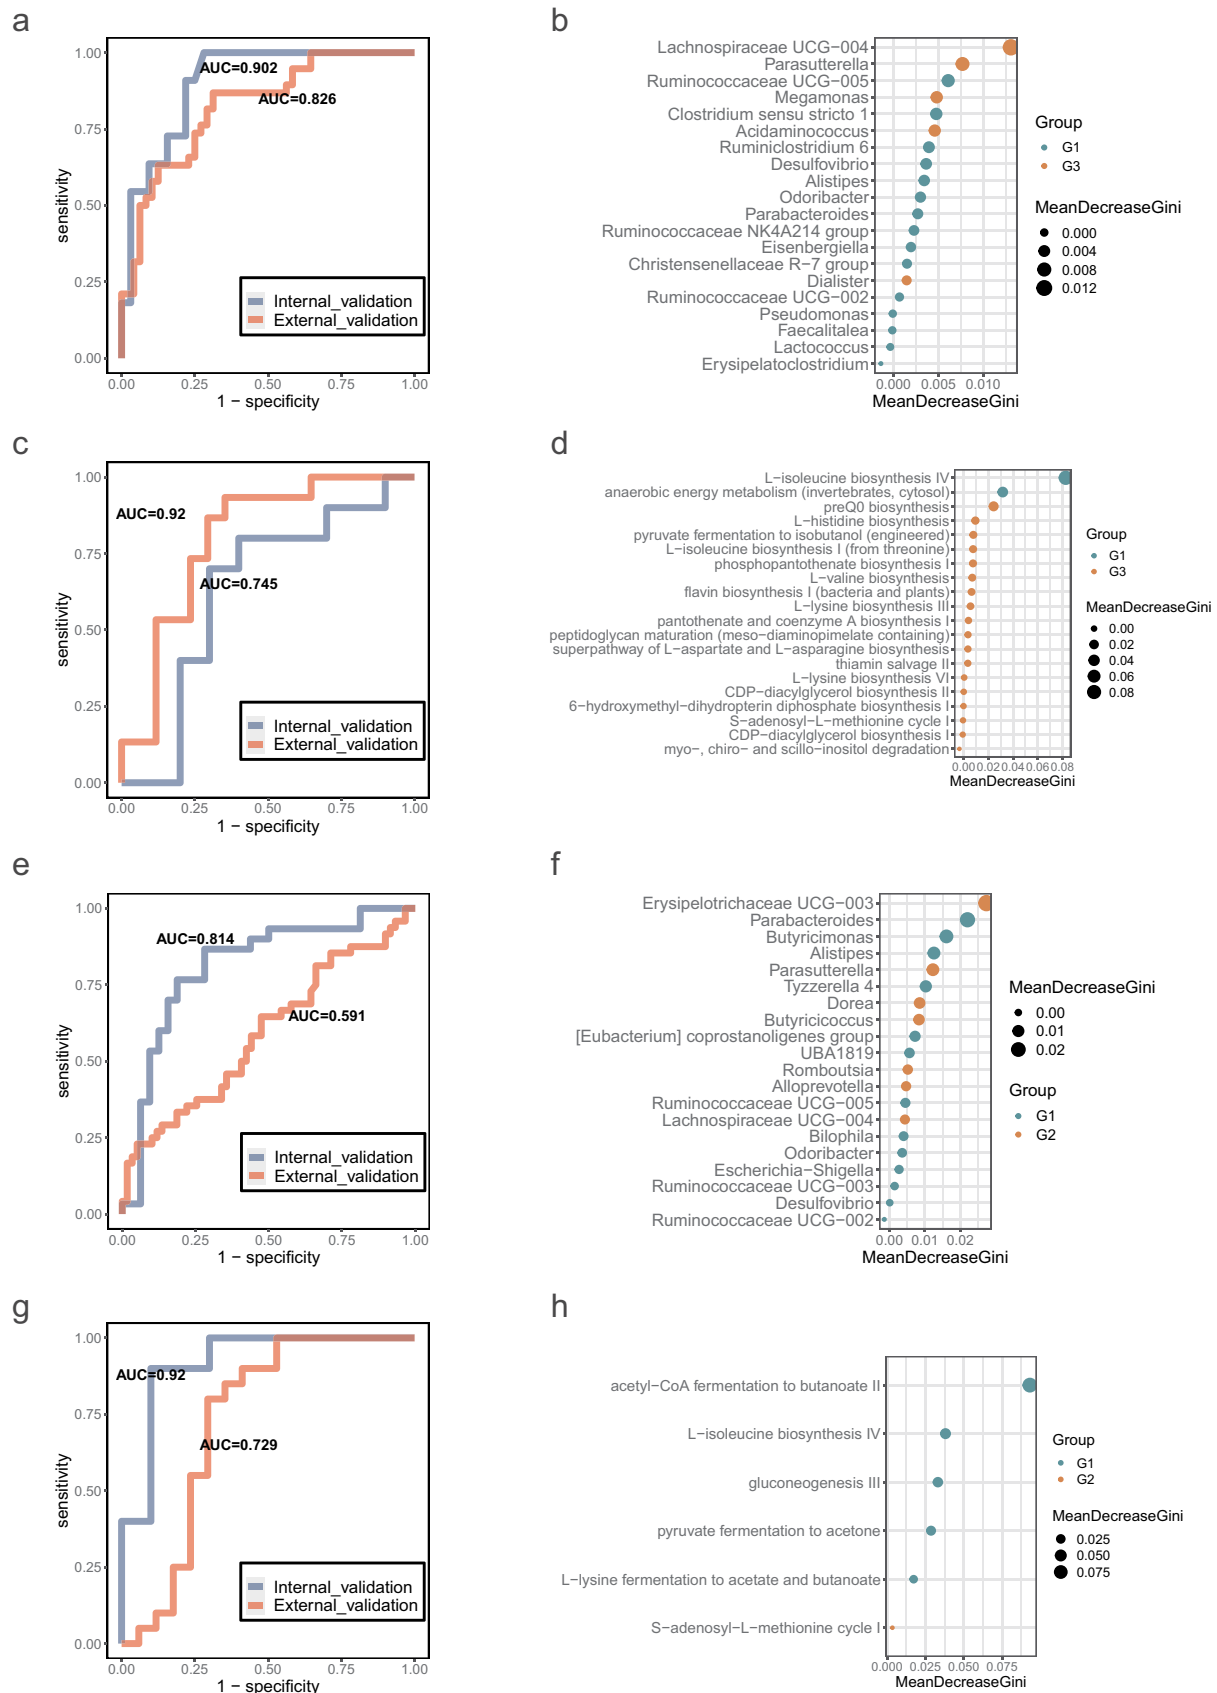 a
1.00
0.75
0.50
0.25
0.00
sensitivity
AUC=0.902
AUC=0.826
Internal_validation
External_validation
0.00 0.25 0.50 0.75 1.00
1 − specificity
b
Lachnospiraceae UCG−004
Parasutterella
Ruminococcaceae UCG−005
Megamonas
Clostridium sensu stricto 1
Acidaminococcus
Ruminiclostridium 6
Desulfovibrio
Alistipes
Odoribacter
Parabacteroides
Ruminococcaceae NK4A214 group
Eisenbergiella
Christensenellaceae R−7 group
Dialister
Ruminococcaceae UCG−002
Pseudomonas
Faecalitalea
Lactococcus
Erysipelatoclostridium
0.000 0.005 0.010
MeanDecreaseGini
Group
G1
G3
MeanDecreaseGini
0.000
0.004
0.008
0.012
c
1.00
0.75
0.50
0.25
0.00
sensitivity
AUC=0.92
AUC=0.745
Internal_validation
External_validation
0.00 0.25 0.50 0.75 1.00
1 − specificity
d
L−isoleucine biosynthesis IV
anaerobic energy metabolism (invertebrates, cytosol)
preQ0 biosynthesis
L−histidine biosynthesis
pyruvate fermentation to isobutanol (engineered)
L−isoleucine biosynthesis I (from threonine)
phosphopantothenate biosynthesis I
L−valine biosynthesis
flavin biosynthesis I (bacteria and plants)
L−lysine biosynthesis III
pantothenate and coenzyme A biosynthesis I
peptidoglycan maturation (meso−diaminopimelate containing)
superpathway of L−aspartate and L−asparagine biosynthesis
thiamin salvage II
L−lysine biosynthesis VI
CDP−diacylglycerol biosynthesis II
6−hydroxymethyl−dihydropterin diphosphate biosynthesis I
S−adenosyl−L−methionine cycle I
CDP−diacylglycerol biosynthesis I
myo−, chiro− and scillo−inositol degradation
0.00 0.02 0.04 0.06 0.08
MeanDecreaseGini
Group
G1
G3
MeanDecreaseGini
0.00
0.02
0.04
0.06
0.08
e
1.00
0.75
0.50
0.25
0.00
sensitivity
AUC=0.814
AUC=0.591
Internal_validation
External_validation
0.00 0.25 0.50 0.75 1.00
1 − specificity
f
Erysipelotrichaceae UCG−003
Parabacteroides
Butyricimonas
Alistipes
Parasutterella
Tyzzerella 4
Dorea
Butyricicoccus
[Eubacterium] coprostanoligenes group
UBA1819
Romboutsia
Alloprevotella
Ruminococcaceae UCG−005
Lachnospiraceae UCG−004
Bilophila
Odoribacter
Escherichia−Shigella
Ruminococcaceae UCG−003
Desulfovibrio
Ruminococcaceae UCG−002
0.00 0.01 0.02
MeanDecreaseGini
MeanDecreaseGini
0.00
0.01
0.02
Group
G1
G2
g
1.00
0.75
0.50
0.25
0.00
sensitivity
AUC=0.92
AUC=0.729
Internal_validation
External_validation
0.00 0.25 0.50 0.75 1.00
1 − specificity
h
acetyl−CoA fermentation to butanoate II
L−isoleucine biosynthesis IV
gluconeogenesis III
pyruvate fermentation to acetone
L−lysine fermentation to acetate and butanoate
S−adenosyl−L−methionine cycle I
0.000 0.025 0.050 0.075
MeanDecreaseGini
Group
G1
G2
MeanDecreaseGini
0.025
0.050
0.075